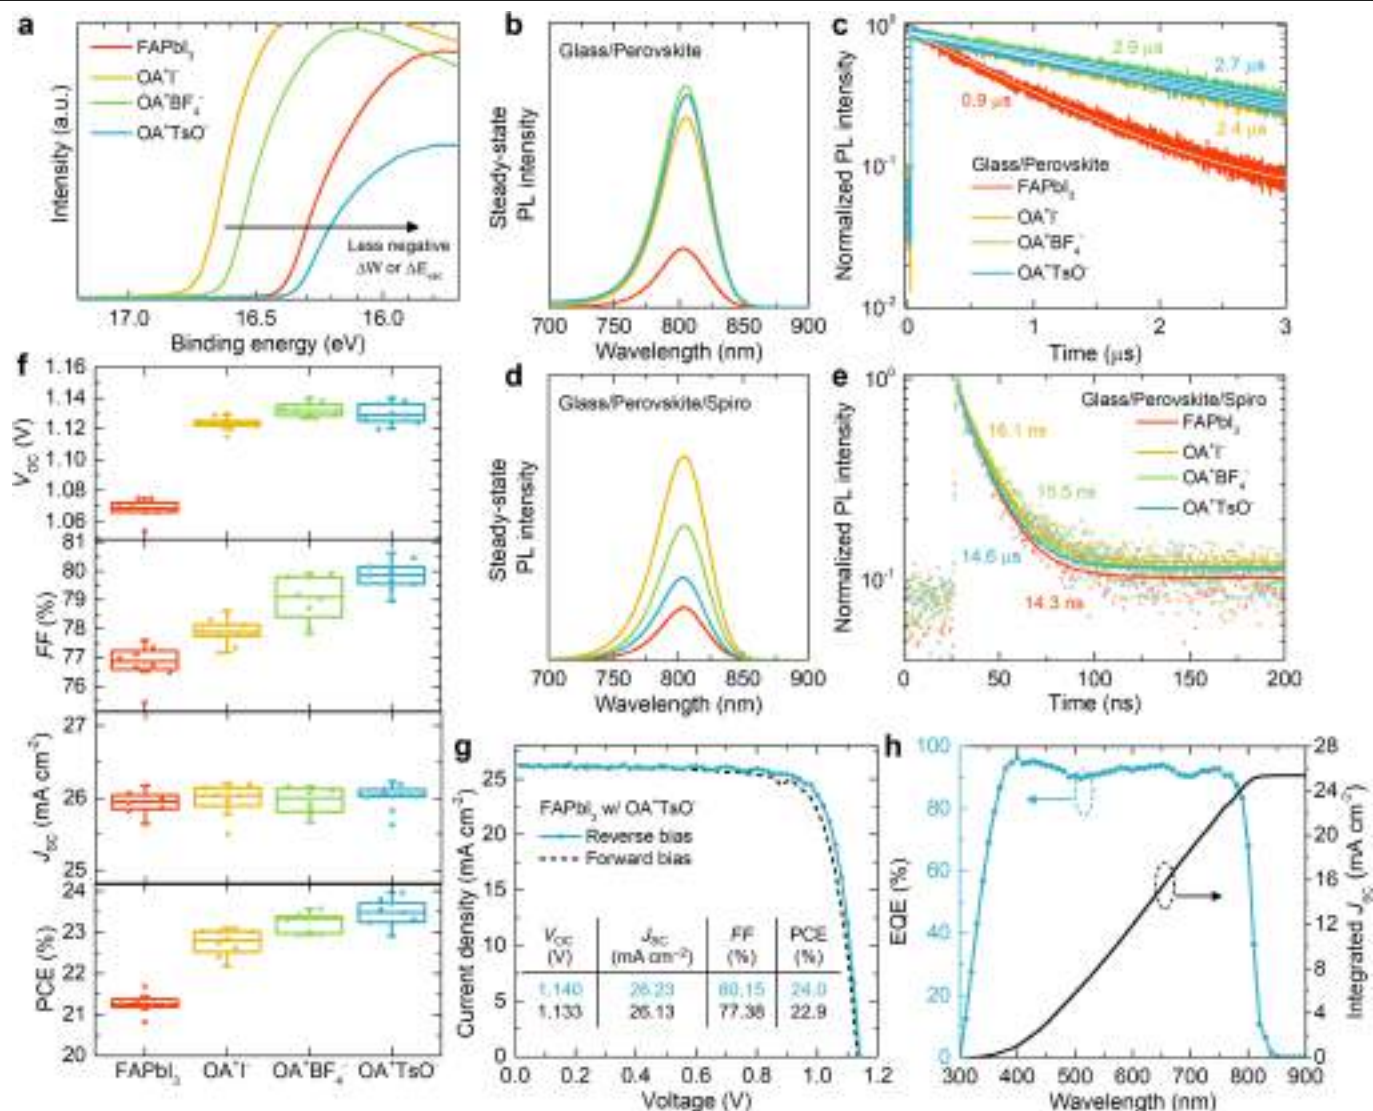 a
FAPbI3
OA+I-
OA+BF4-
OA+TsO-
Less negative
ΔW or ΔEvac
Intensity (a.u.)
17.0 16.5 16.0
Binding energy (eV)
b
Glass/Perovskite
Steady-state
PL intensity
700 750 800 850 900
Wavelength (nm)
c
10^0
10^-1
10^-2
2.9 μs
2.7 μs
0.9 μs
2.4 μs
Glass/Perovskite
FAPbI3
OA+I-
OA+BF4-
OA+TsO-
Normalized PL intensity
0 1 2 3
Time (μs)
d
Glass/Perovskite/Spiro
Steady-state
PL intensity
700 750 800 850 900
Wavelength (nm)
e
10^0
10^-1
Glass/Perovskite/Spiro
FAPbI3
OA+I-
OA+BF4-
OA+TsO-
16.1 ns
15.5 ns
14.6 μs
14.3 ns
Normalized PL intensity
0 50 100 150 200
Time (ns)
f
1.16
1.14
1.12
1.10
1.08
1.06
VOC (V)
81
80
79
78
77
76
FF (%)
27
26
25
JSC (mA cm-2)
24
23
22
21
20
PCE (%)
FAPbI3 OA+I- OA+BF4- OA+TsO-
g
25
20
15
10
5
0
Current density (mA cm-2)
FAPbI3 w/ OA+TsO-
Reverse bias
Forward bias
VOC JSC FF PCE
(V) (mA cm-2) (%) (%)
1.140 26.23 80.15 24.0
1.133 26.13 77.38 22.9
0.0 0.2 0.4 0.6 0.8 1.0 1.2
Voltage (V)
h
100
80
60
40
20
0
EQE (%)
28
24
20
16
12
8
4
0
Integrated JSC (mA cm-2)
300 400 500 600 700 800 900
Wavelength (nm)